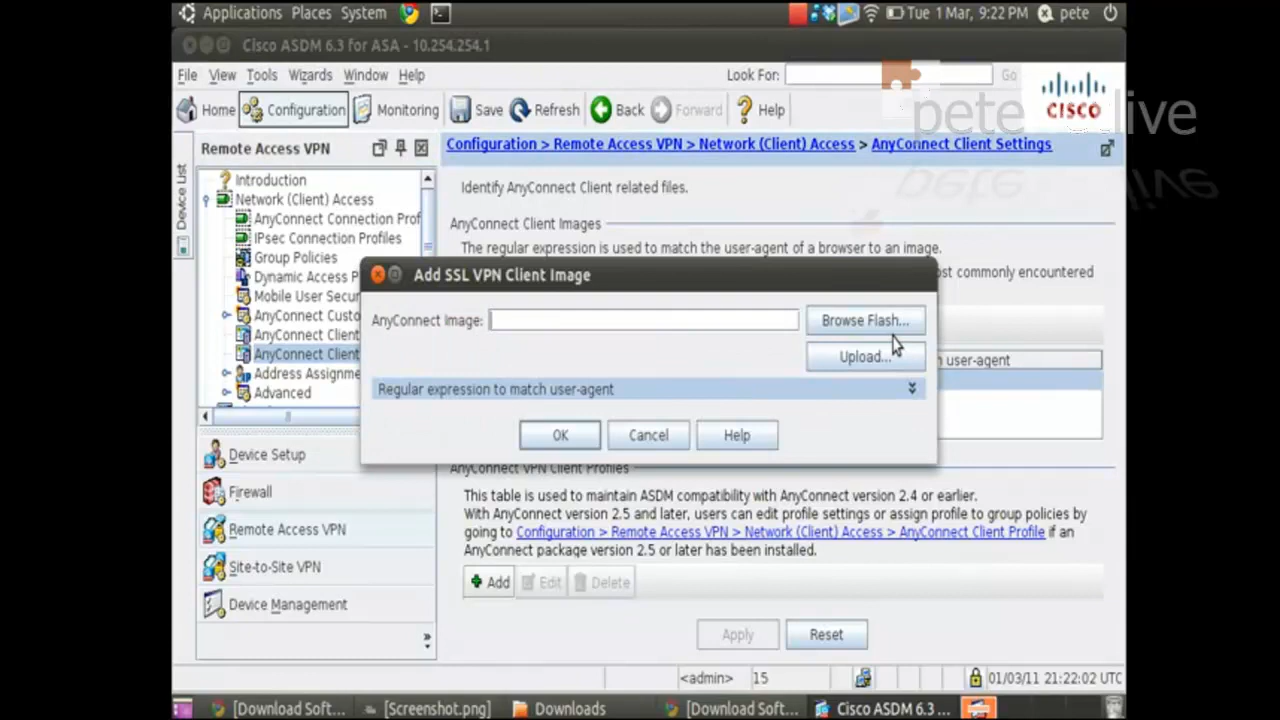 Applications Places System
Tue 1 Mar, 9:22 PM pete
Cisco ASDM 6.3 for ASA - 10.254.254.1
File View Tools Wizards Window Help
Look For: Go
Home Configuration Monitoring Save Refresh Back Forward Help
CISCO
live
Device List
Remote Access VPN
Configuration > Remote Access VPN > Network (Client) Access > AnyConnect Client Settings
Introduction
Network (Client) Access
AnyConnect Connection Prof
IPsec Connection Profiles
Group Policies
Dynamic Access P
Mobile User Secur
AnyConnect Custo
AnyConnect Client
AnyConnect Client
Address Assignme
Advanced
Identify AnyConnect Client related files.
AnyConnect Client Images
The regular expression is used to match the user-agent of a browser to an image.
ost commonly encountered
user-agent
Add SSL VPN Client Image
AnyConnect Image:
Browse Flash...
Upload...
Regular expression to match user-agent
OK Cancel Help
Device Setup
Firewall
Remote Access VPN
Site-to-Site VPN
Device Management
AnyConnect VPN Client Profiles
This table is used to maintain ASDM compatibility with AnyConnect version 2.4 or earlier.
With AnyConnect version 2.5 and later, users can edit profile settings or assign profile to group policies by
going to Configuration > Remote Access VPN > Network (Client) Access > AnyConnect Client Profile if an
AnyConnect package version 2.5 or later has been installed.
Add Edit Delete
Apply Reset
<admin> 15 01/03/11 21:22:02 UTC
[Download Soft... [Screenshot.png] Downloads [Download Soft... Cisco ASDM 6.3 ...